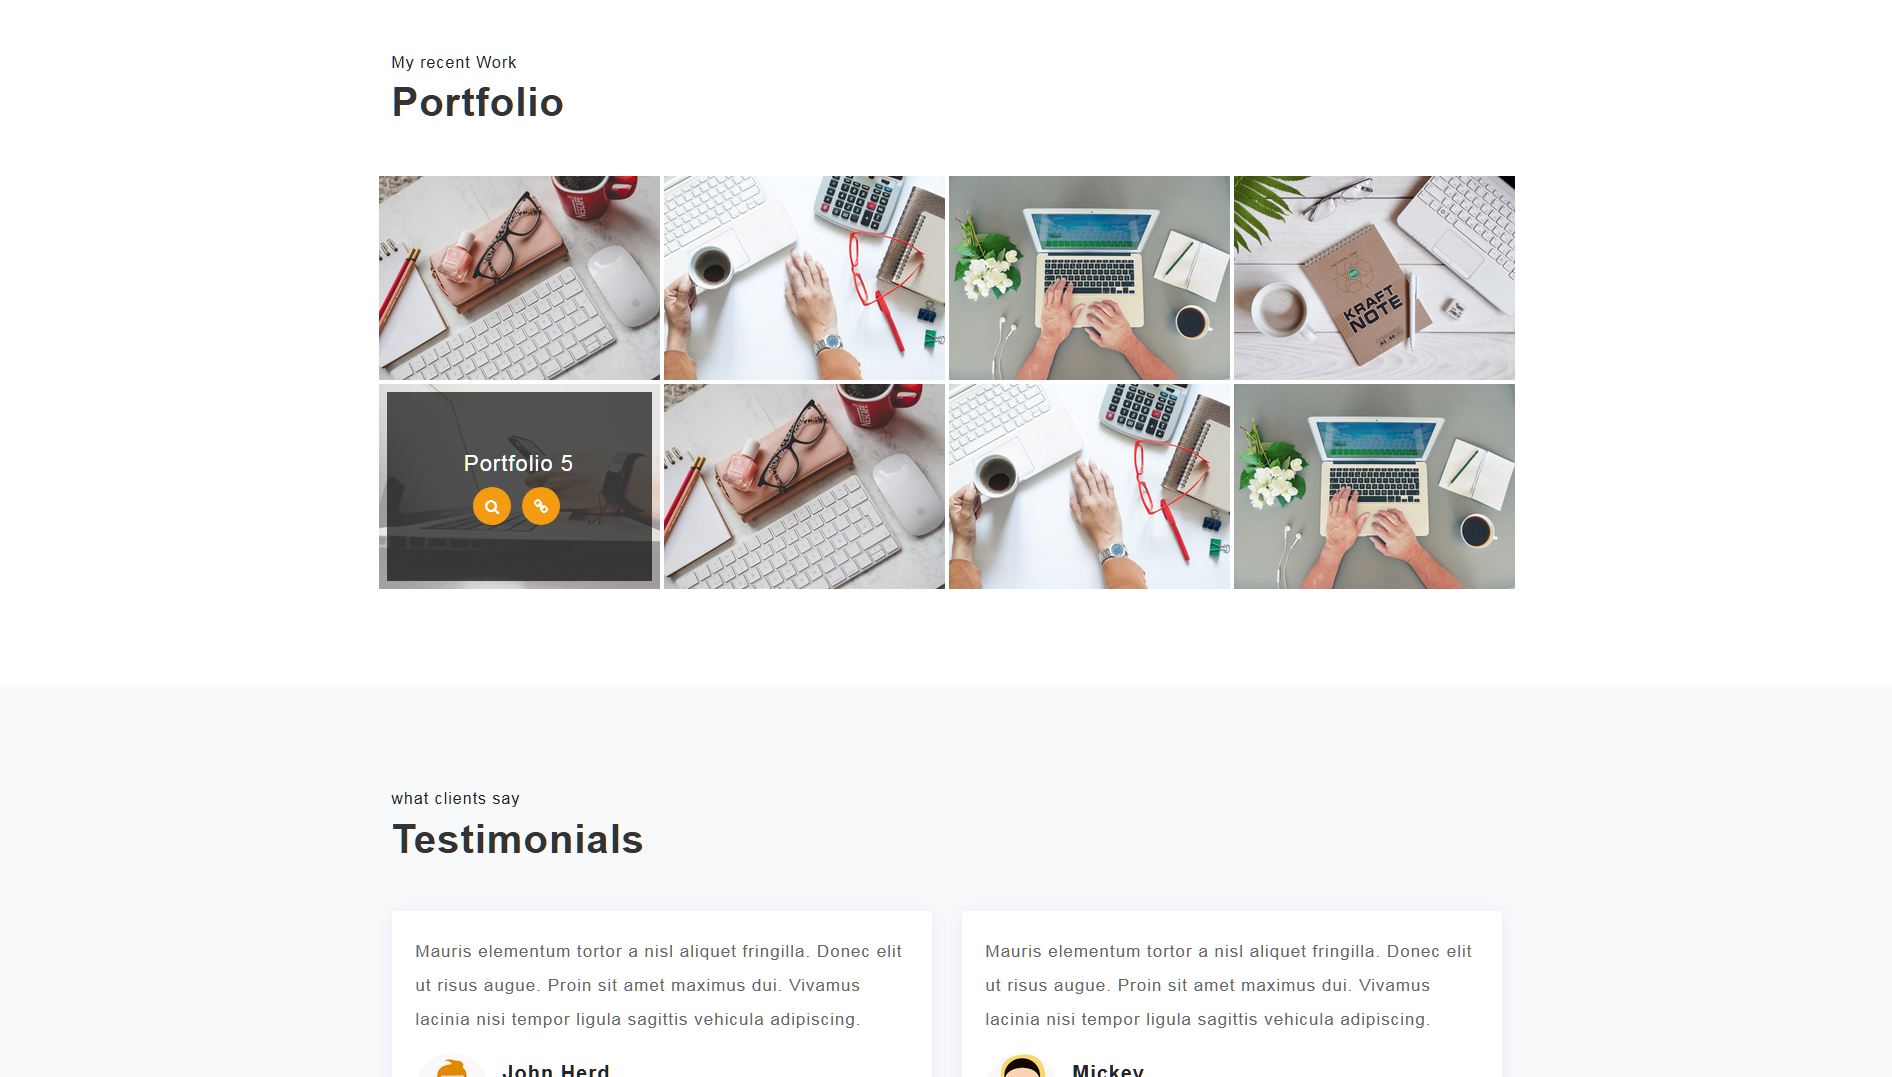 My recent Work
Portfolio
KRAFT
NOTE
Portfolio 5
what clients say
Testimonials
Mauris elementum tortor a nisl aliquet fringilla. Donec elit
ut risus augue. Proin sit amet maximus dui. Vivamus
lacinia nisi tempor ligula sagittis vehicula adipiscing.
John Herd
Mauris elementum tortor a nisl aliquet fringilla. Donec elit
ut risus augue. Proin sit amet maximus dui. Vivamus
lacinia nisi tempor ligula sagittis vehicula adipiscing.
Mickey